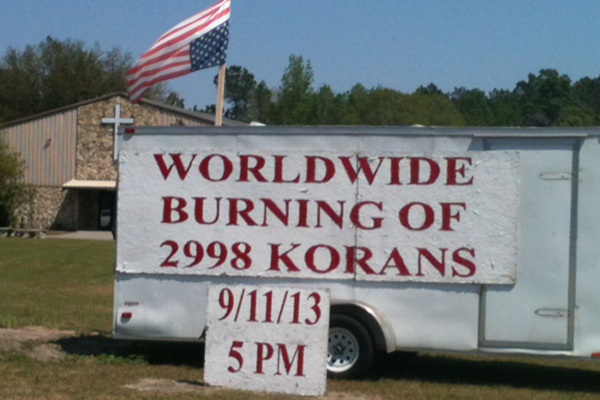 WORLDWIDE
BURNING OF
2998 KORANS
9/11/13
5 PM